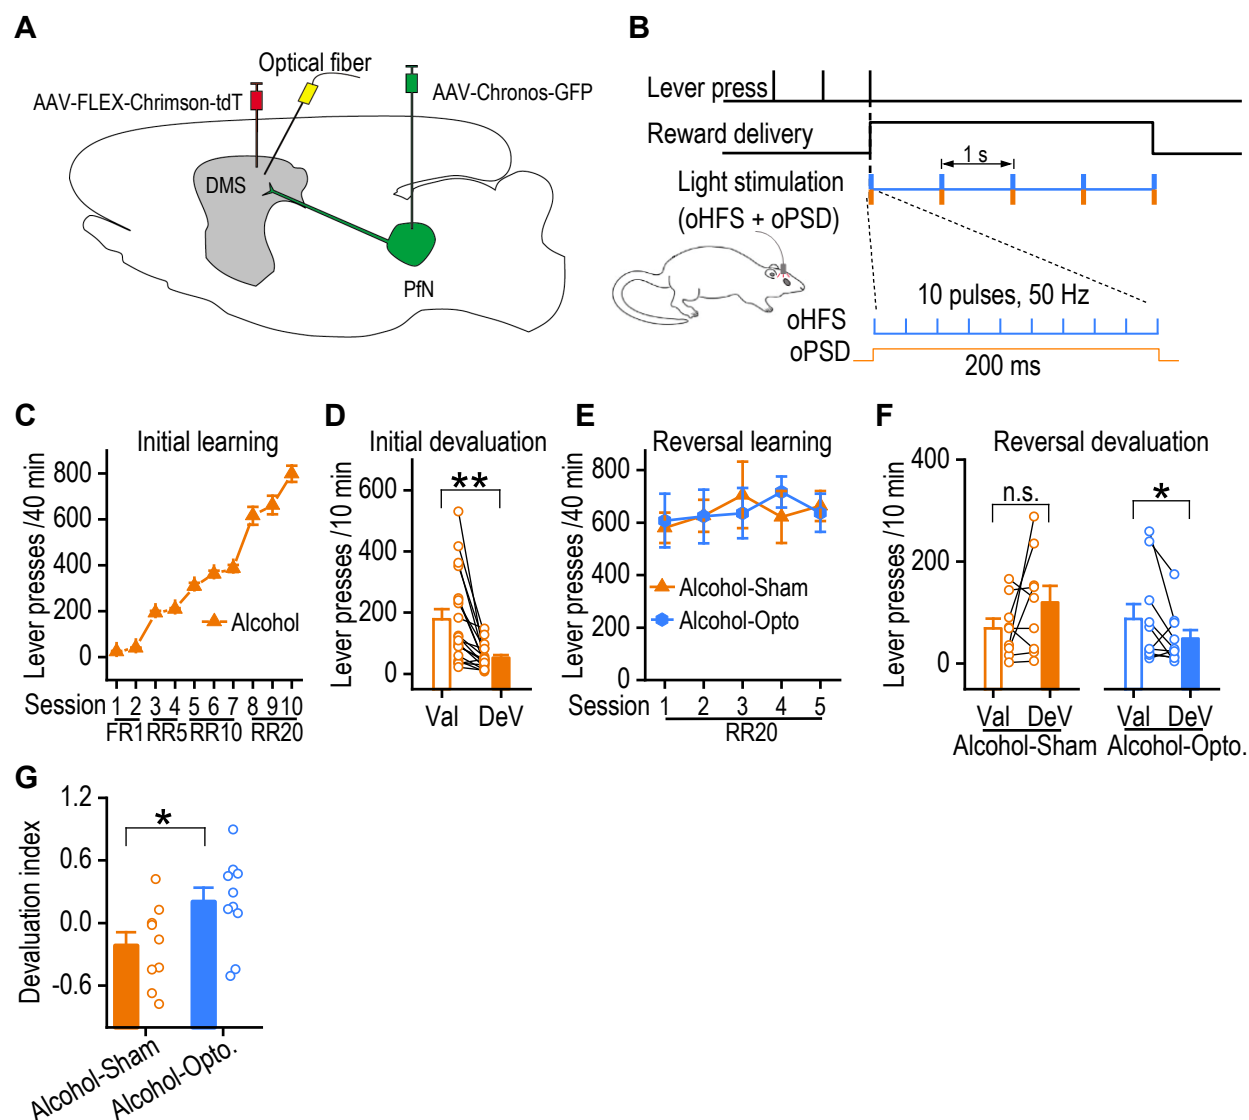 A
Optical fiber
AAV-FLEX-Chrimson-tdT
AAV-Chronos-GFP
DMS
PfN
B
Lever press
Reward delivery
1 s
Light stimulation
(oHFS + oPSD)
10 pulses, 50 Hz
oHFS
oPSD
200 ms
C
Initial learning
Lever presses /40 min
800
600
400
200
0
Alcohol
Session 1 2 3 4 5 6 7 8 9 10
FR1 RR5 RR10 RR20
D
Initial devaluation
Lever presses /10 min
600
400
200
0
**
Val DeV
E
Reversal learning
Lever presses /40 min
800
600
400
200
0
Alcohol-Sham
Alcohol-Opto
Session 1 2 3 4 5
RR20
F
Reversal devaluation
Lever presses /10 min
400
200
0
n.s.
*
Val DeV Val DeV
Alcohol-Sham Alcohol-Opto.
G
Devaluation index
1.2
0.6
0.0
-0.6
*
Alcohol-Sham
Alcohol-Opto.